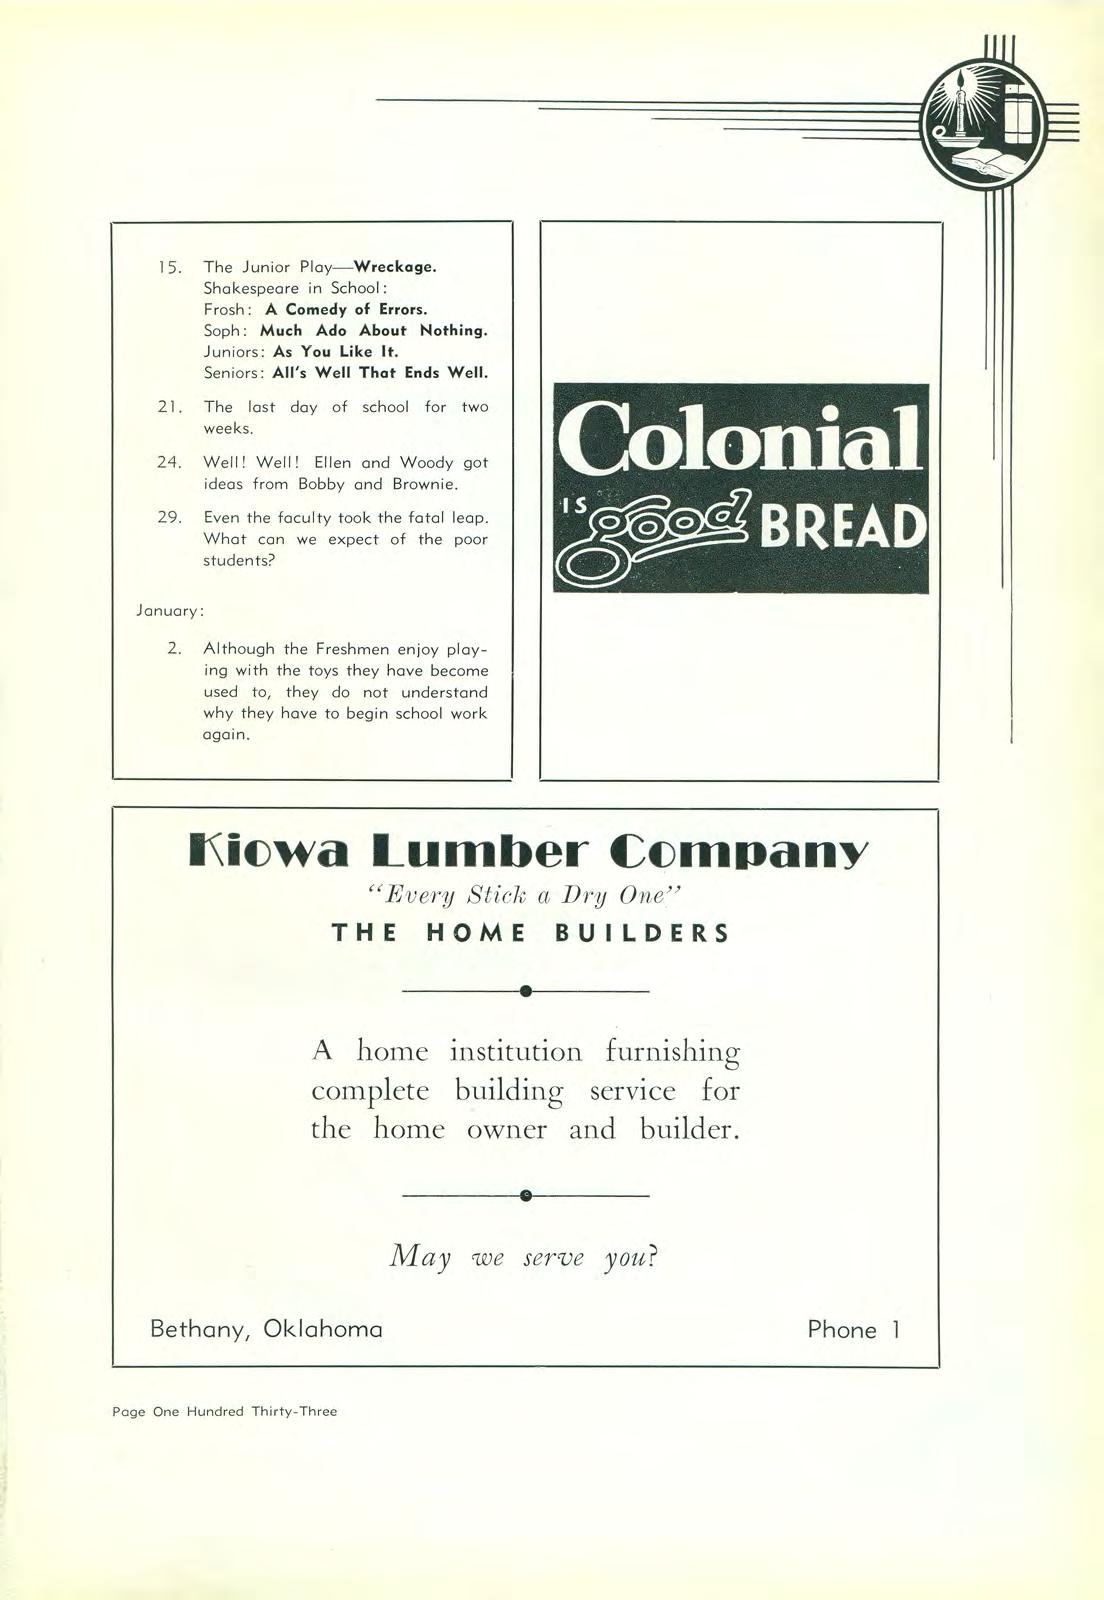 15. The Junior Play—Wreckage.
Shakespeare in School:
Frosh: A Comedy of Errors.
Soph: Much Ado About Nothing.
Juniors: As You Like It.
Seniors: All's Well That Ends Well.
21. The last day of school for two
weeks.
24. Well! Well! Ellen and Woody got
ideas from Bobby and Brownie.
29. Even the faculty took the fatal leap.
What can we expect of the poor
students?
January:
2. Although the Freshmen enjoy play-
ing with the toys they have become
used to, they do not understand
why they have to begin school work
again.
Colonial
IS good BREAD
Kiowa Lumber Company
"Every Stick a Dry One"
THE HOME BUILDERS
A home institution furnishing
complete building service for
the home owner and builder.
May we serve you?
Bethany, Oklahoma Phone 1
Page One Hundred Thirty-Three